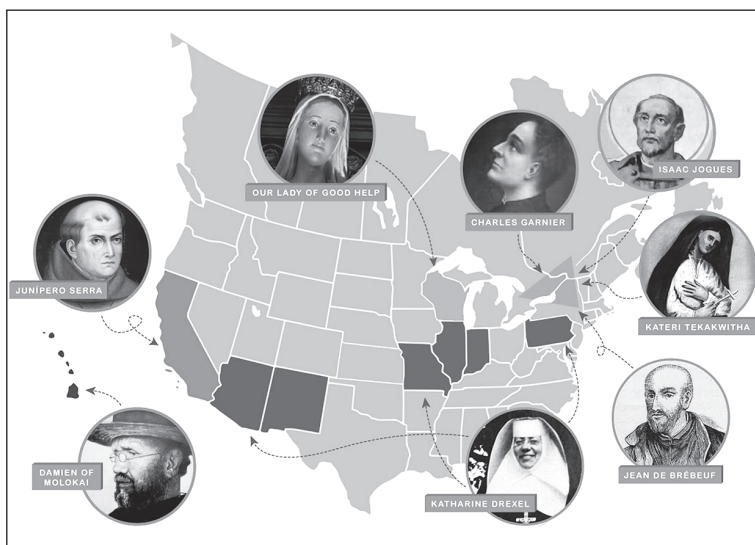 OUR LADY OF GOOD HELP
CHARLES GARNIER
ISAAC JOGUES
JUNÍPERO SERRA
KATERI TEKAKWITHA
DAMIEN OF
MOLOKAI
KATHARINE DREXEL
JEAN DE BRÉBEUF